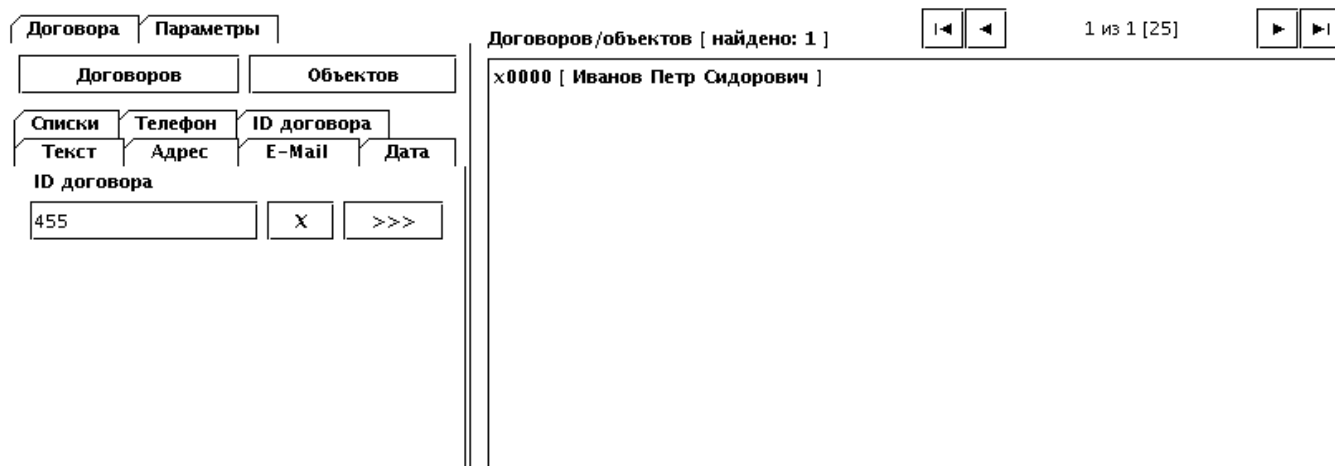 Договора Параметры
Договоров Объектов
Списки Телефон ID договора
Текст Адрес E-Mail Дата
ID договора
455 X >>>
Договоров/объектов [ найдено: 1 ] 1 из 1 [25]
x0000 [ Иванов Петр Сидорович ]